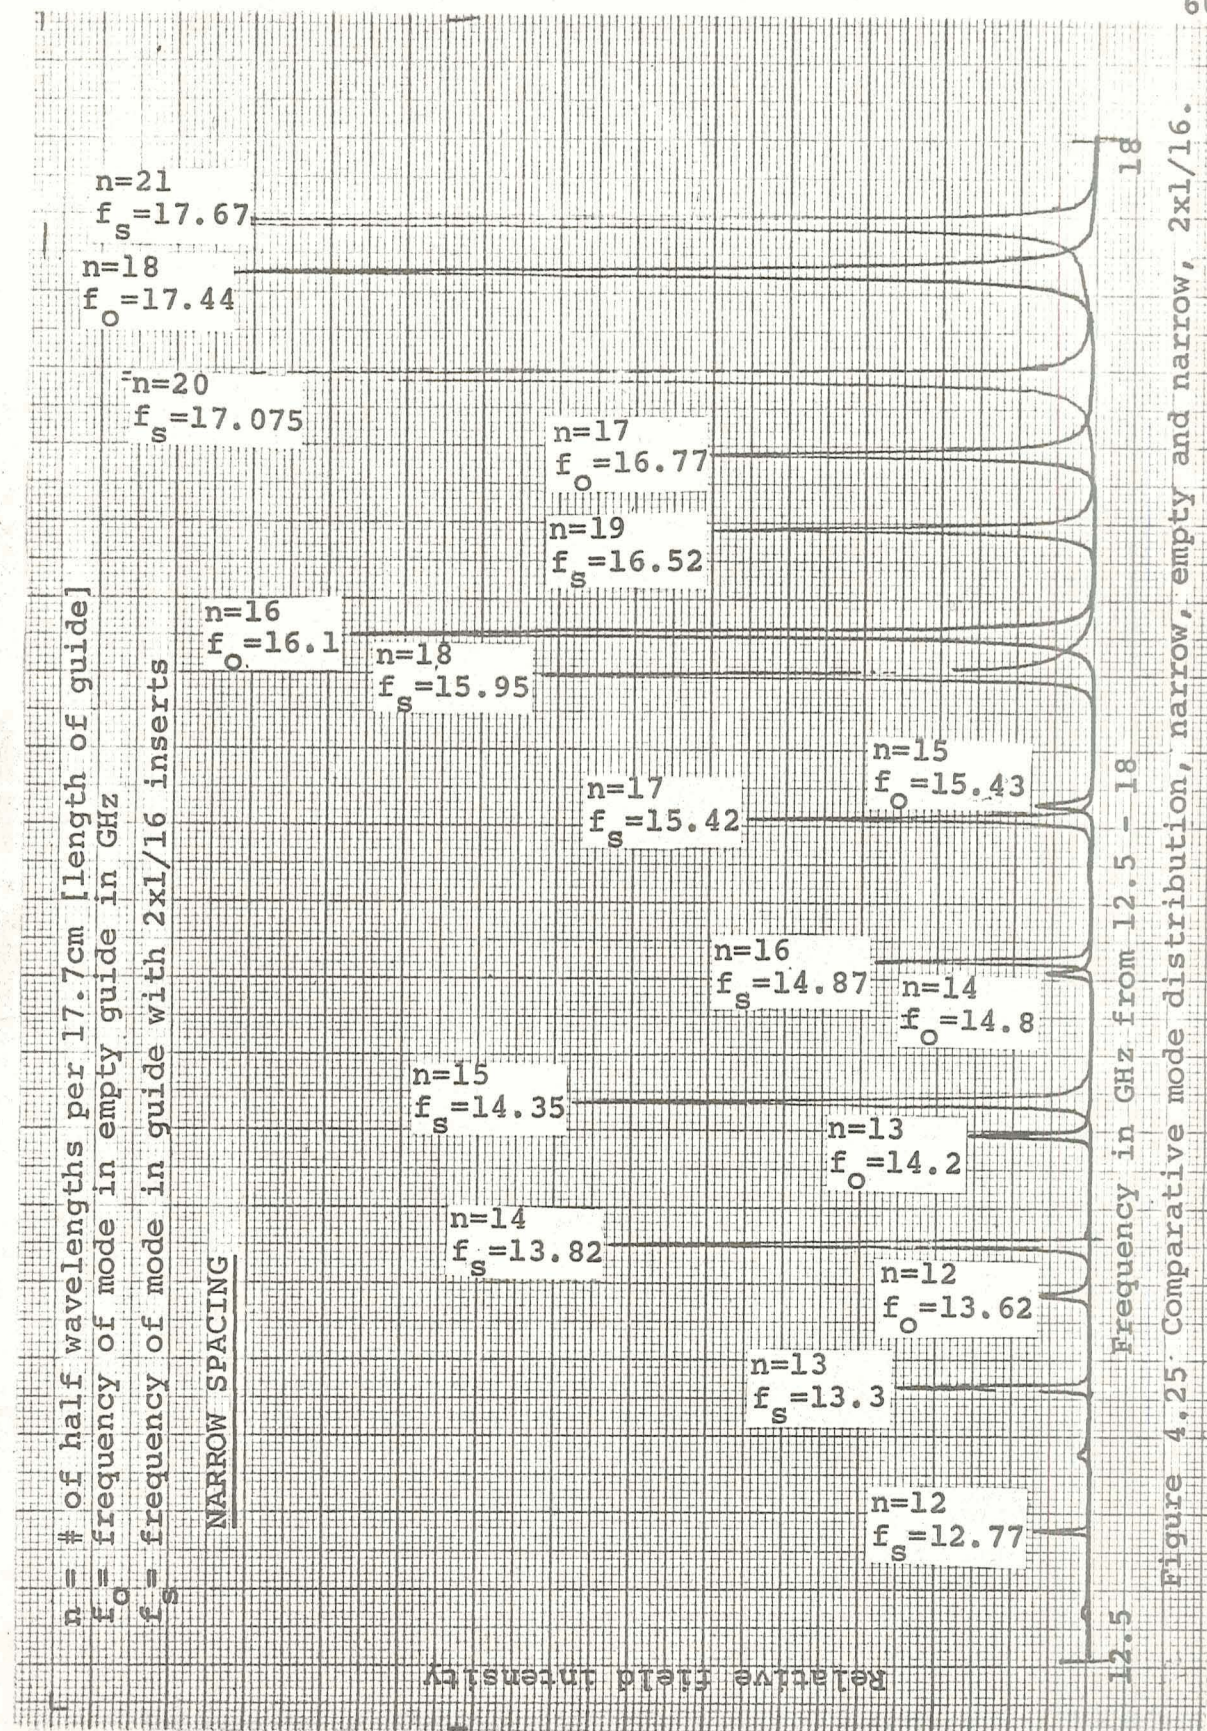 n = # of half wavelengths per 17.7cm [length of guide]
fo= frequency of mode in empty guide in GHz
fs= frequency of mode in guide with 2x1/16 inserts
NARROW SPACING
n=21
fs=17.67
n=18
fo=17.44
n=20
fs=17.075
n=17
fo=16.77
n=19
fs=16.52
n=16
fo=16.1
n=18
fs=15.95
n=15
fo=15.43
n=17
fs=15.42
n=16
fs=14.87
n=14
fo=14.8
n=15
fs=14.35
n=13
fo=14.2
n=14
fs=13.82
n=12
fo=13.62
n=13
fs=13.3
n=12
fs=12.77
Relative field intensity
12.5
18
Frequency in GHz from 12.5 - 18
Figure 4.25 Comparative mode distribution, narrow, empty and narrow, 2x1/16.